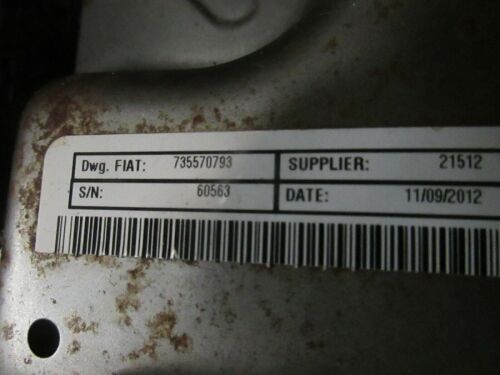 Dwg. FIAT: 735570793 SUPPLIER: 21512
S/N: 60563 DATE: 11/09/2012